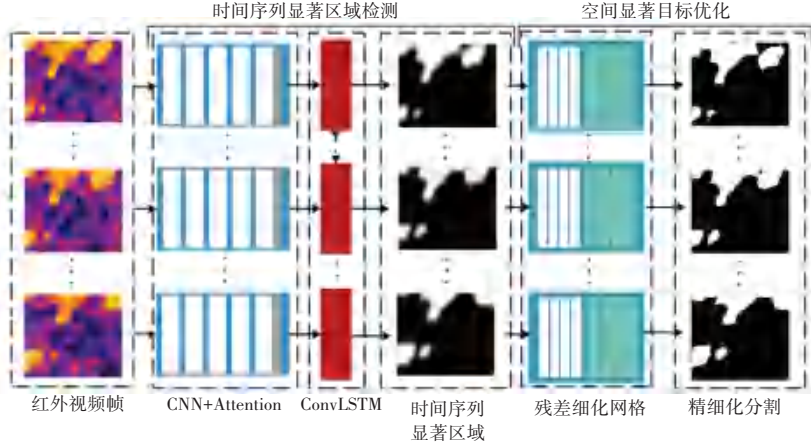 时间序列显著区域检测
空间显著目标优化
红外视频帧
CNN+Attention
ConvLSTM
时间序列
显著区域
残差细化网格
精细化分割